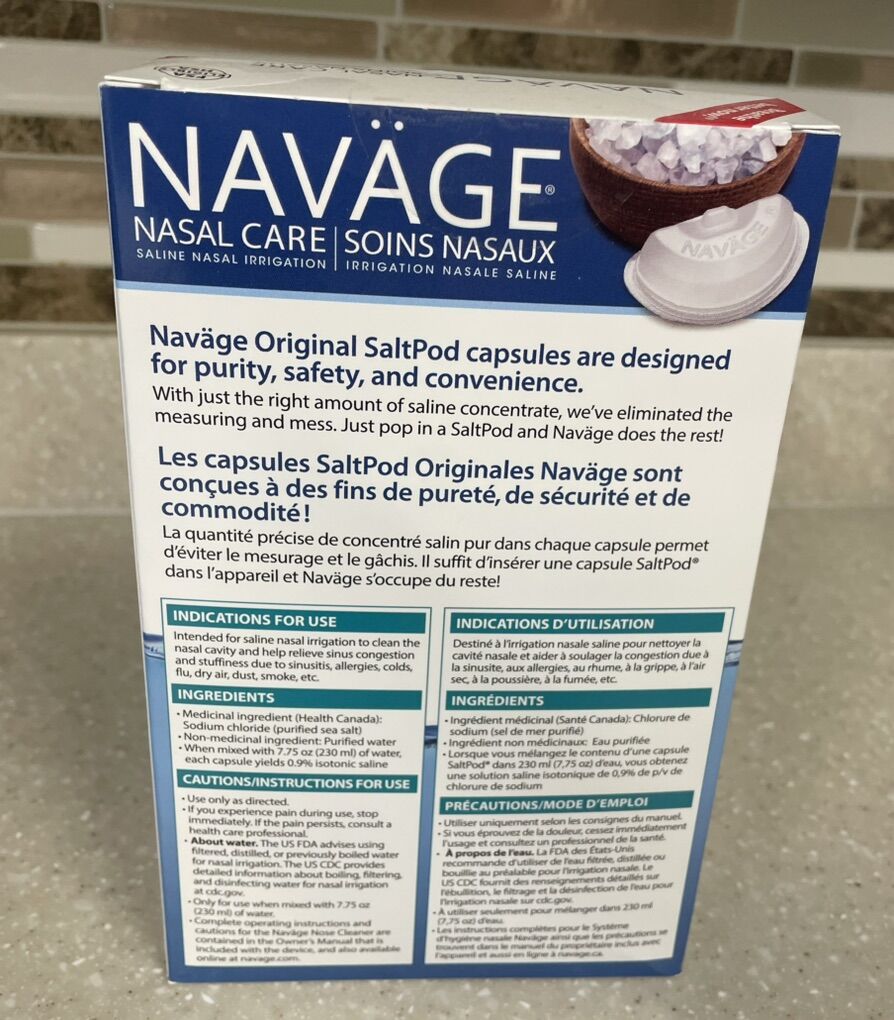 NAVÄGE
Breathe
better now!®
NAVÄGE®
NASAL CARE | SOINS NASAUX
SALINE NASAL IRRIGATION | IRRIGATION NASALE SALINE
NAVÄGE®
Naväge Original SaltPod capsules are designed
for purity, safety, and convenience.
With just the right amount of saline concentrate, we've eliminated the
measuring and mess. Just pop in a SaltPod and Naväge does the rest!
Les capsules SaltPod Originales Naväge sont
conçues à des fins de pureté, de sécurité et de
commodité!
La quantité précise de concentré salin pur dans chaque capsule permet
d'éviter le mesurage et le gâchis. Il suffit d'insérer une capsule SaltPod®
dans l'appareil et Naväge s'occupe du reste!
INDICATIONS FOR USE
Intended for saline nasal irrigation to clean the
nasal cavity and help relieve sinus congestion
and stuffiness due to sinusitis, allergies, colds,
flu, dry air, dust, smoke, etc.
INGREDIENTS
• Medicinal ingredient (Health Canada):
Sodium chloride (purified sea salt)
• Non-medicinal ingredient: Purified water
• When mixed with 7.75 oz (230 ml) of water,
each capsule yields 0.9% isotonic saline
CAUTIONS/INSTRUCTIONS FOR USE
• Use only as directed.
• If you experience pain during use, stop
immediately. If the pain persists, consult a
health care professional.
• About water. The US FDA advises using
filtered, distilled, or previously boiled water
for nasal irrigation. The US CDC provides
detailed information about boiling, filtering,
and disinfecting water for nasal irrigation
at cdc.gov.
• Only for use when mixed with 7.75 oz
(230 ml) of water.
• Complete operating instructions and
cautions for the Naväge Nose Cleaner are
contained in the Owner's Manual that is
included with the device, and also available
online at navage.com.
INDICATIONS D'UTILISATION
Destiné à l'irrigation nasale saline pour nettoyer la
cavité nasale et aider à soulager la congestion due à
la sinusite, aux allergies, au rhume, à la grippe, à l'air
sec, à la poussière, à la fumée, etc.
INGRÉDIENTS
• Ingrédient médicinal (Santé Canada): Chlorure de
sodium (sel de mer purifié)
• Ingrédient non médicinaux: Eau purifiée
• Lorsque vous mélangez le contenu d'une capsule
SaltPod® dans 230 ml (7,75 oz) d'eau, vous obtenez
une solution saline isotonique de 0,9% de p/v de
chlorure de sodium
PRÉCAUTIONS/MODE D'EMPLOI
• Utiliser uniquement selon les consignes du manuel.
• Si vous éprouvez de la douleur, cessez immédiatement
l'usage et consultez un professionnel de la santé.
• À propos de l'eau. La FDA des États-Unis
recommande d'utiliser de l'eau filtrée, distillée ou
bouillie au préalable pour l'irrigation nasale. Le
US CDC fournit des renseignements détaillés sur
l'ébullition, le filtrage et la désinfection de l'eau pour
l'irrigation nasale sur cdc.gov.
• À utiliser seulement pour mélanger dans 230 ml
(7,75 oz) d'eau.
• Les instructions complètes pour le Système
d'hygiène nasale Naväge ainsi que les précautions se
trouvent dans le manuel du propriétaire inclus avec
l'appareil et aussi en ligne à navage.ca.